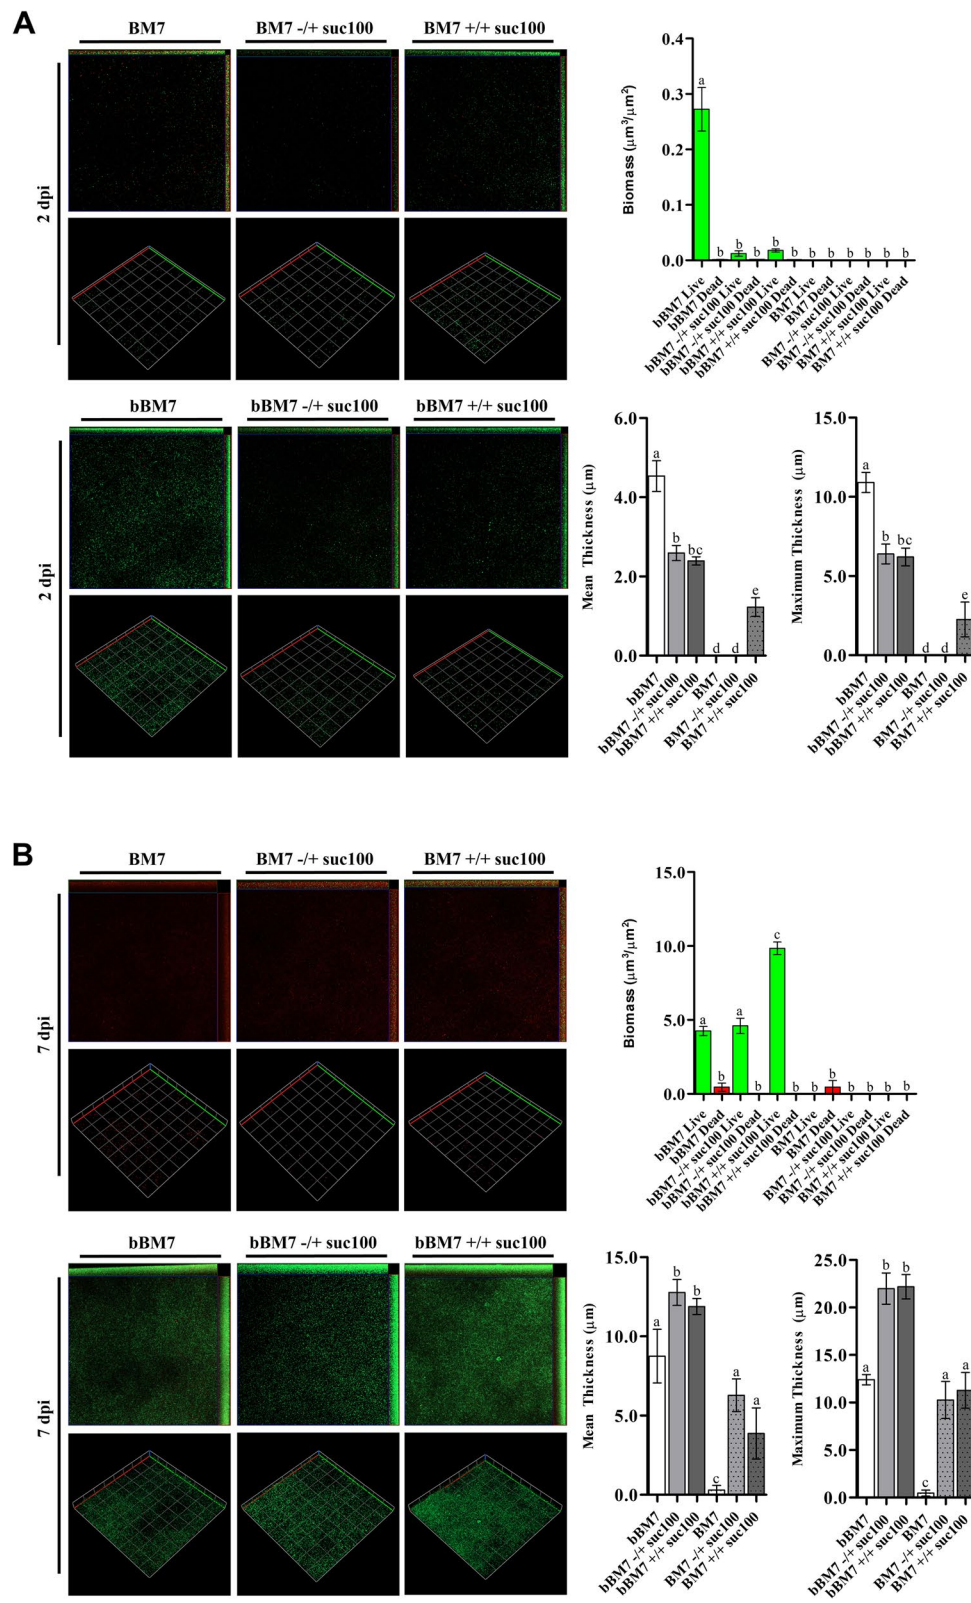 A
BM7
BM7 -/+ suc100
BM7 +/+ suc100
2 dpi
bBM7
bBM7 -/+ suc100
bBM7 +/+ suc100
2 dpi
Biomass (μm³/μm²)
0.4
0.3
0.2
0.1
0.0
a
b
b
b
b
b
b
b
b
b
b
bBM7 Live
bBM7 Dead
bBM7 -/+ suc100 Live
bBM7 -/+ suc100 Dead
bBM7 +/+ suc100 Live
bBM7 +/+ suc100 Dead
BM7 Live
BM7 Dead
BM7 -/+ suc100 Live
BM7 -/+ suc100 Dead
BM7 +/+ suc100 Live
BM7 +/+ suc100 Dead
Mean Thickness (μm)
6.0
4.0
2.0
0.0
a
b
bc
d
d
e
bBM7
bBM7 -/+ suc100
bBM7 +/+ suc100
BM7
BM7 -/+ suc100
BM7 +/+ suc100
Maximum Thickness (μm)
15.0
10.0
5.0
0.0
a
b
bc
d
d
e
bBM7
bBM7 -/+ suc100
bBM7 +/+ suc100
BM7
BM7 -/+ suc100
BM7 +/+ suc100
B
BM7
BM7 -/+ suc100
BM7 +/+ suc100
7 dpi
bBM7
bBM7 -/+ suc100
bBM7 +/+ suc100
7 dpi
Biomass (μm³/μm²)
15.0
10.0
5.0
0.0
a
b
a
b
c
b
b
b
b
b
b
b
bBM7 Live
bBM7 Dead
bBM7 -/+ suc100 Live
bBM7 -/+ suc100 Dead
bBM7 +/+ suc100 Live
bBM7 +/+ suc100 Dead
BM7 Live
BM7 Dead
BM7 -/+ suc100 Live
BM7 -/+ suc100 Dead
BM7 +/+ suc100 Live
BM7 +/+ suc100 Dead
Mean Thickness (μm)
15.0
10.0
5.0
0.0
a
b
b
c
a
a
bBM7
bBM7 -/+ suc100
bBM7 +/+ suc100
BM7
BM7 -/+ suc100
BM7 +/+ suc100
Maximum Thickness (μm)
25.0
20.0
15.0
10.0
5.0
0.0
a
b
b
c
a
a
bBM7
bBM7 -/+ suc100
bBM7 +/+ suc100
BM7
BM7 -/+ suc100
BM7 +/+ suc100